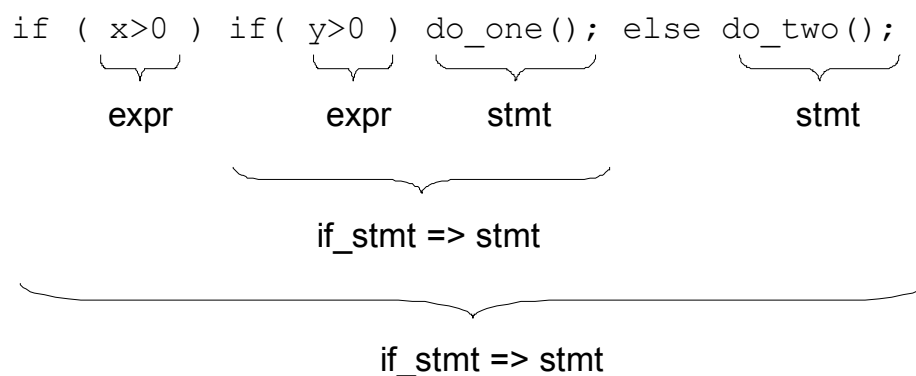 if ( x>0 ) if( y>0 ) do_one(); else do_two();
expr expr stmt stmt
if_stmt => stmt
if_stmt => stmt